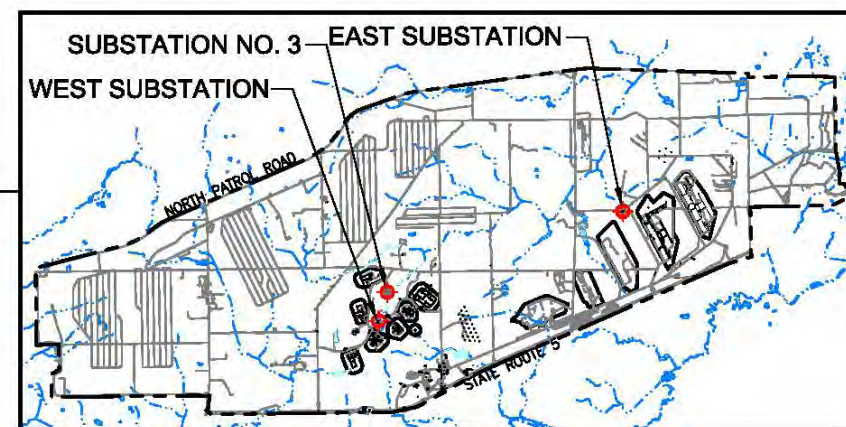 SUBSTATION NO. 3
EAST SUBSTATION
WEST SUBSTATION
NORTH PATROL ROAD
STATE ROUTE 5